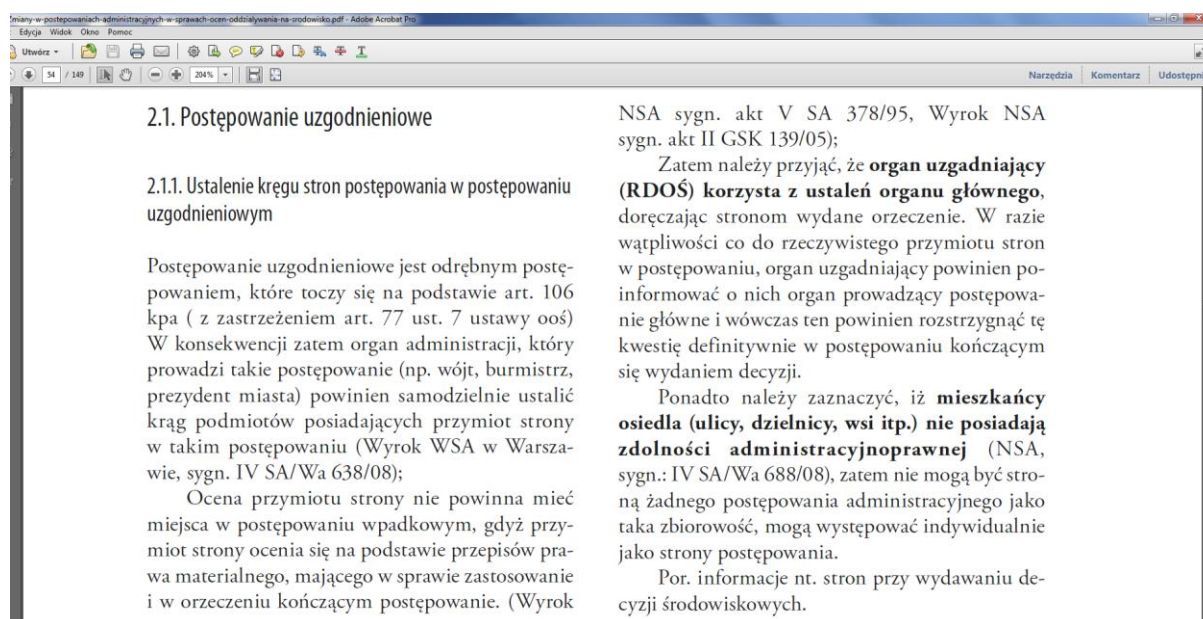 zmiany-w-postepowaniach-administracyjnych-w-sprawach-ocen-oddzialywania-na-srodowisko.pdf - Adobe Acrobat Pro
Edycja Widok Okno Pomoc
Utwórz
54 / 149 204% Narzędzia Komentarz Udostępni
2.1. Postępowanie uzgodnieniowe
2.1.1. Ustalenie kręgu stron postępowania w postępowaniu
uzgodnieniowym
Postępowanie uzgodnieniowe jest odrębnym postę-
powaniem, które toczy się na podstawie art. 106
kpa ( z zastrzeżeniem art. 77 ust. 7 ustawy ooś)
W konsekwencji zatem organ administracji, który
prowadzi takie postępowanie (np. wójt, burmistrz,
prezydent miasta) powinien samodzielnie ustalić
krąg podmiotów posiadających przymiot strony
w takim postępowaniu (Wyrok WSA w Warsza-
wie, sygn. IV SA/Wa 638/08);
Ocena przymiotu strony nie powinna mieć
miejsca w postępowaniu wpadkowym, gdyż przy-
miot strony ocenia się na podstawie przepisów pra-
wa materialnego, mającego w sprawie zastosowanie
i w orzeczeniu kończącym postępowanie. (Wyrok
NSA sygn. akt V SA 378/95, Wyrok NSA
sygn. akt II GSK 139/05);
Zatem należy przyjąć, że organ uzgadniający
(RDOŚ) korzysta z ustaleń organu głównego,
doręczając stronom wydane orzeczenie. W razie
wątpliwości co do rzeczywistego przymiotu stron
w postępowaniu, organ uzgadniający powinien po-
informować o nich organ prowadzący postępowa-
nie główne i wówczas ten powinien rozstrzygnąć tę
kwestię definitywnie w postępowaniu kończącym
się wydaniem decyzji.
Ponadto należy zaznaczyć, iż mieszkańcy
osiedla (ulicy, dzielnicy, wsi itp.) nie posiadają
zdolności administracyjnoprawnej (NSA,
sygn.: IV SA/Wa 688/08), zatem nie mogą być stro-
ną żadnego postępowania administracyjnego jako
taka zbiorowość, mogą występować indywidualnie
jako strony postępowania.
Por. informacje nt. stron przy wydawaniu de-
cyzji środowiskowych.